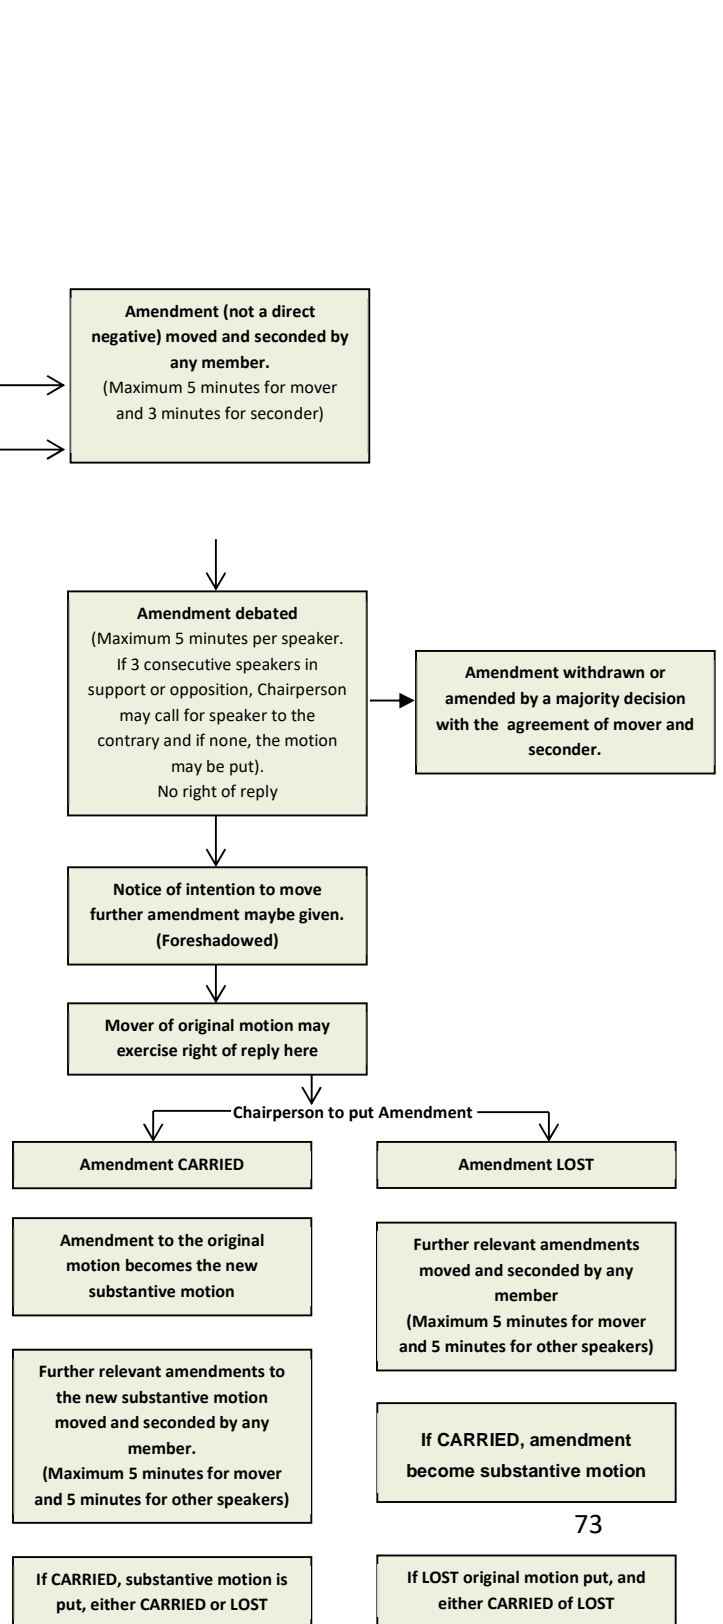 Amendment (not a direct
negative) moved and seconded by
any member.
(Maximum 5 minutes for mover
and 3 minutes for seconder)
Amendment debated
(Maximum 5 minutes per speaker.
If 3 consecutive speakers in
support or opposition, Chairperson
may call for speaker to the
contrary and if none, the motion
may be put).
No right of reply
Amendment withdrawn or
amended by a majority decision
with the agreement of mover and
seconder.
Notice of intention to move
further amendment maybe given.
(Foreshadowed)
Mover of original motion may
exercise right of reply here
Chairperson to put Amendment
Amendment CARRIED
Amendment to the original
motion becomes the new
substantive motion
Further relevant amendments to
the new substantive motion
moved and seconded by any
member.
(Maximum 5 minutes for mover
and 5 minutes for other speakers)
If CARRIED, substantive motion is
put, either CARRIED or LOST
Amendment LOST
Further relevant amendments
moved and seconded by any
member
(Maximum 5 minutes for mover
and 5 minutes for other speakers)
If CARRIED, amendment
become substantive motion
73
If LOST original motion put, and
either CARRIED of LOST